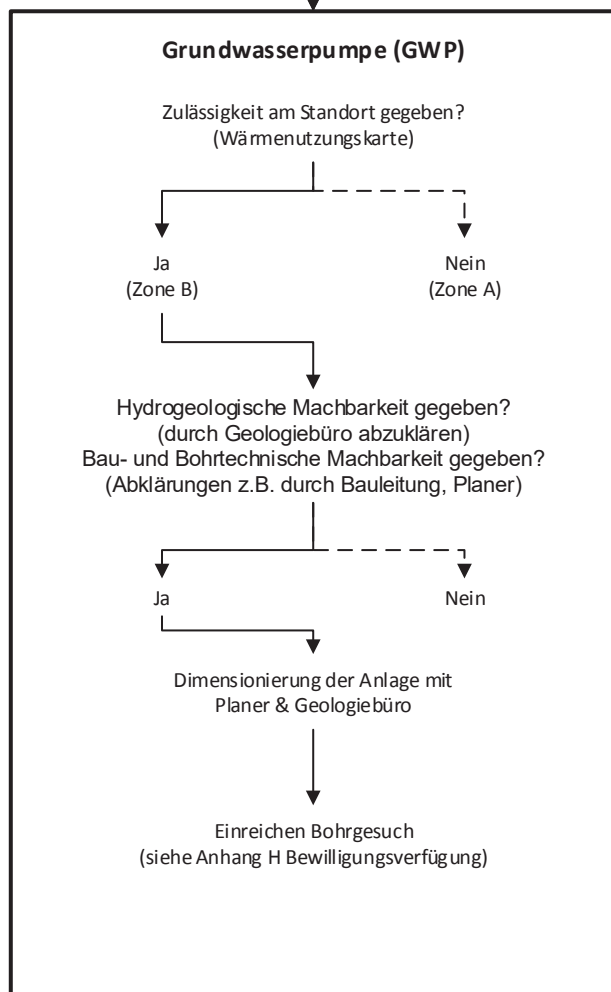 Grundwasserpumpe (GWP)
Zulässigkeit am Standort gegeben?
(Wärmenutzungskarte)
Ja
(Zone B)
Nein
(Zone A)
Hydrogeologische Machbarkeit gegeben?
(durch Geologiebüro abzuklären)
Bau- und Bohrtechnische Machbarkeit gegeben?
(Abklärungen z.B. durch Bauleitung, Planer)
Ja
Nein
Dimensionierung der Anlage mit
Planer & Geologiebüro
Einreichen Bohrgesuch
(siehe Anhang H Bewilligungsverfügung)